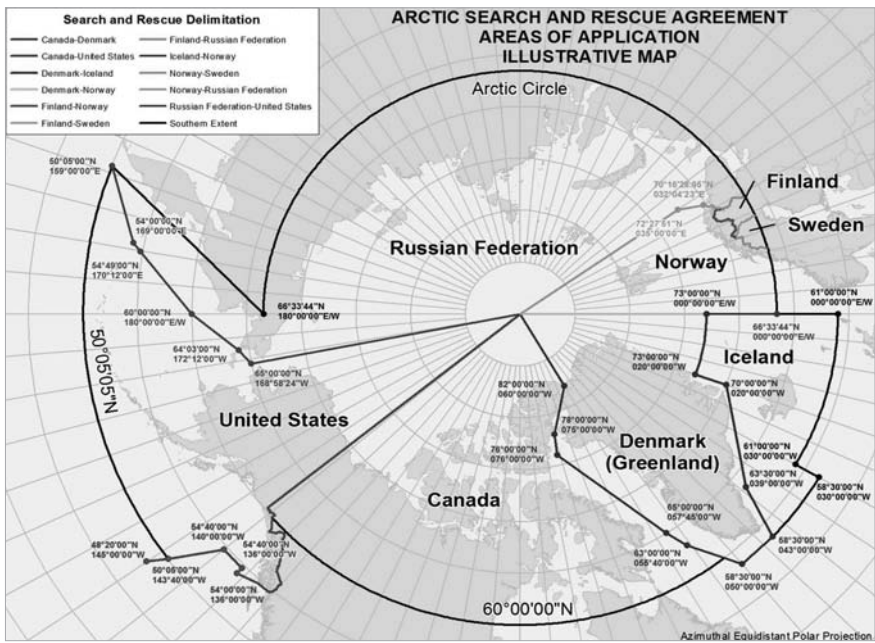 ARCTIC SEARCH AND RESCUE AGREEMENT
AREAS OF APPLICATION
ILLUSTRATIVE MAP
Search and Rescue Delimitation
Canada-Denmark
Canada-United States
Denmark-Iceland
Denmark-Norway
Finland-Norway
Finland-Sweden
Finland-Russian Federation
Iceland-Norway
Norway-Sweden
Norway-Russian Federation
Russian Federation-United States
Southern Extent
Arctic Circle
50°05'00"N
159°00'00"E
54°00'00"N
169°00'00"E
54°49'00"N
170°12'00"E
60°00'00"N
180°00'00"E/W
64°03'00"N
172°12'00"W
65°00'00"N
168°58'24"W
66°33'44"N
180°00'00"E/W
032°04'23"E
72°27'51"N
035°00'00"E
Finland
Sweden
Russian Federation
Norway
73°00'00"N
000°00'00"E/W
61°00'00"N
000°00'00"E/W
66°33'44"N
000°00'00"E/W
Iceland
73°00'00"N
020°00'00"W
70°00'00"N
020°00'00"W
50°05'05"N
United States
82°00'00"N
060°00'00"W
78°00'00"N
075°00'00"W
76°00'00"N
076°00'00"W
Denmark
(Greenland)
61°00'00"N
030°00'00"W
63°30'00"N
039°00'00"W
58°30'00"N
030°00'00"W
Canada
65°00'00"N
057°45'00"W
63°00'00"N
055°40'00"W
58°30'00"N
043°00'00"W
58°30'00"N
050°00'00"W
48°20'00"N
145°00'00"W
50°05'00"N
143°40'00"W
54°40'00"N
140°00'00"W
54°40'00"N
136°00'00"W
54°00'00"N
136°00'00"W
60°00'00"N
Azimuthal Equidistant Polar Projection